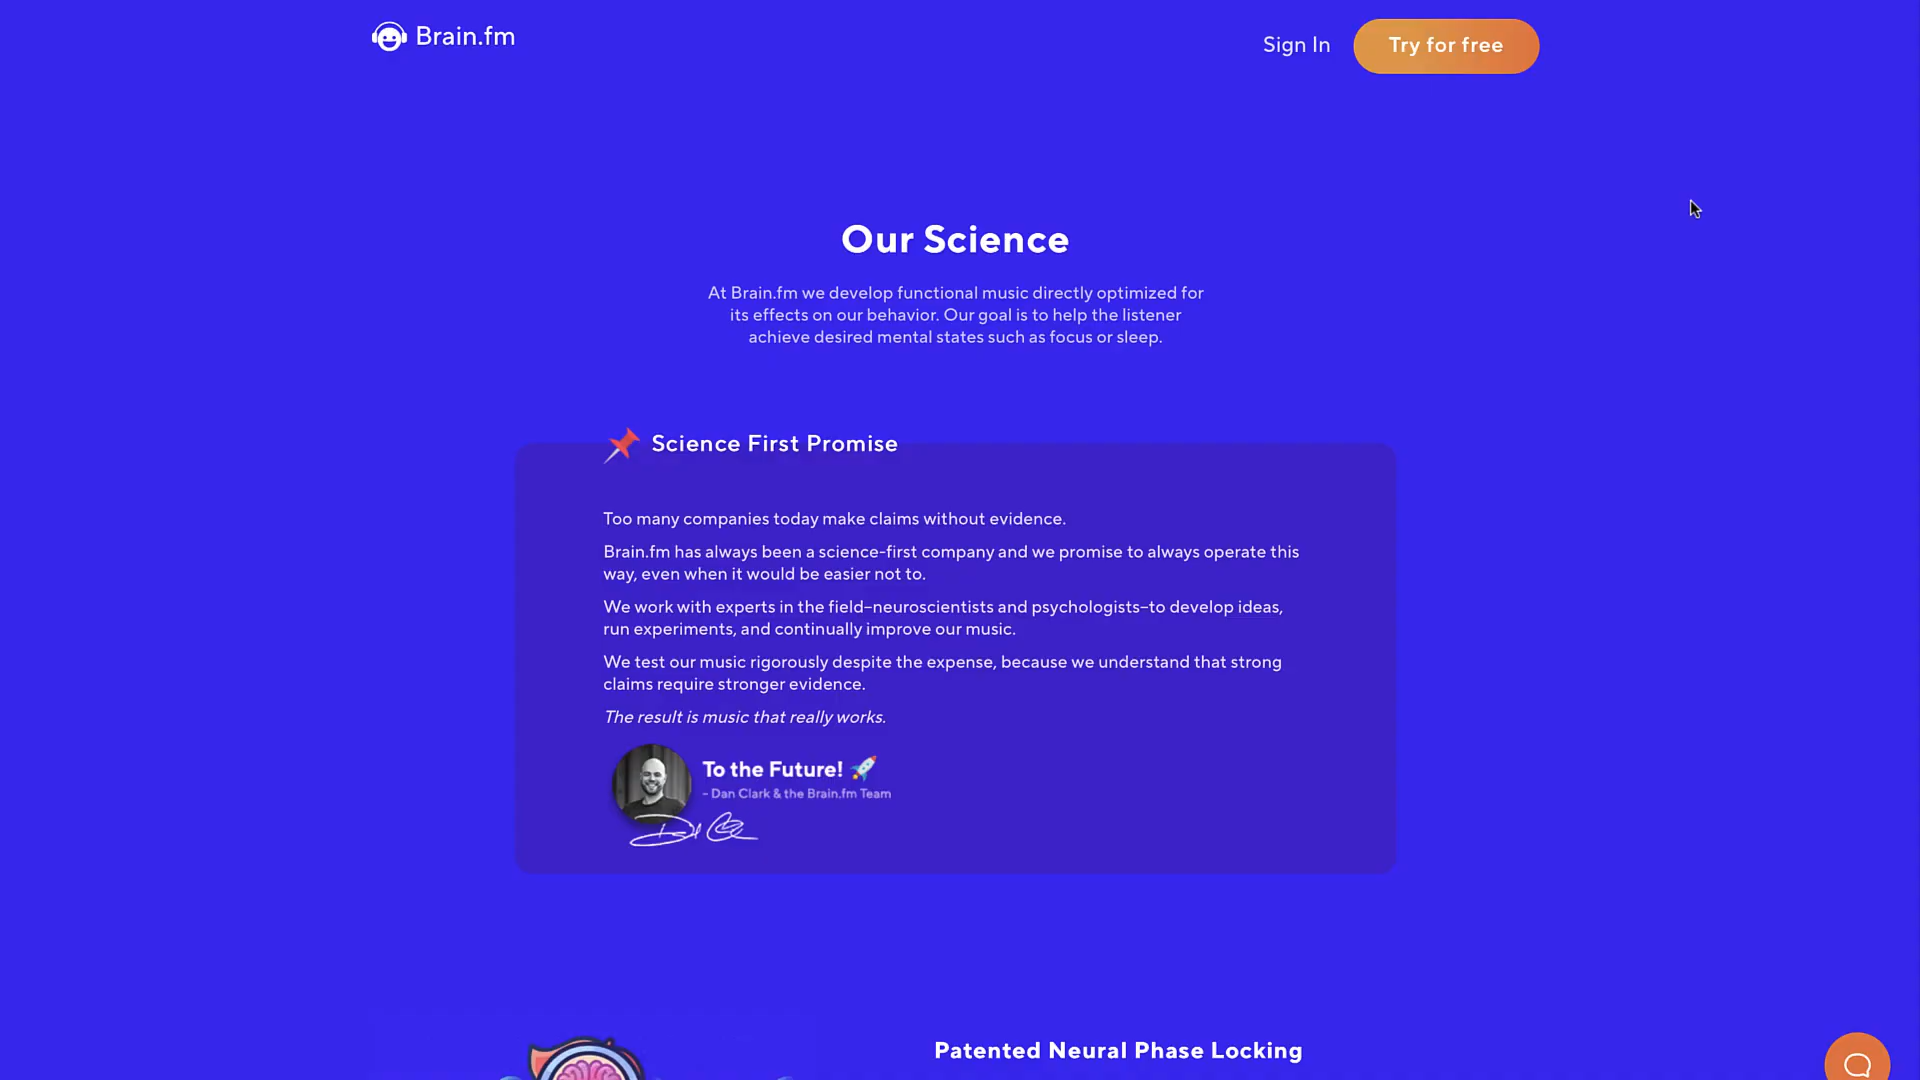 Brain.fm
Sign In
Try for free
Our Science
At Brain.fm we develop functional music directly optimized for
its effects on our behavior. Our goal is to help the listener
achieve desired mental states such as focus or sleep.
Science First Promise
Too many companies today make claims without evidence.
Brain.fm has always been a science-first company and we promise to always operate this
way, even when it would be easier not to.
We work with experts in the field–neuroscientists and psychologists–to develop ideas,
run experiments, and continually improve our music.
We test our music rigorously despite the expense, because we understand that strong
claims require stronger evidence.
The result is music that really works.
To the Future! 🚀
- Dan Clark & the Brain.fm Team
Patented Neural Phase Locking